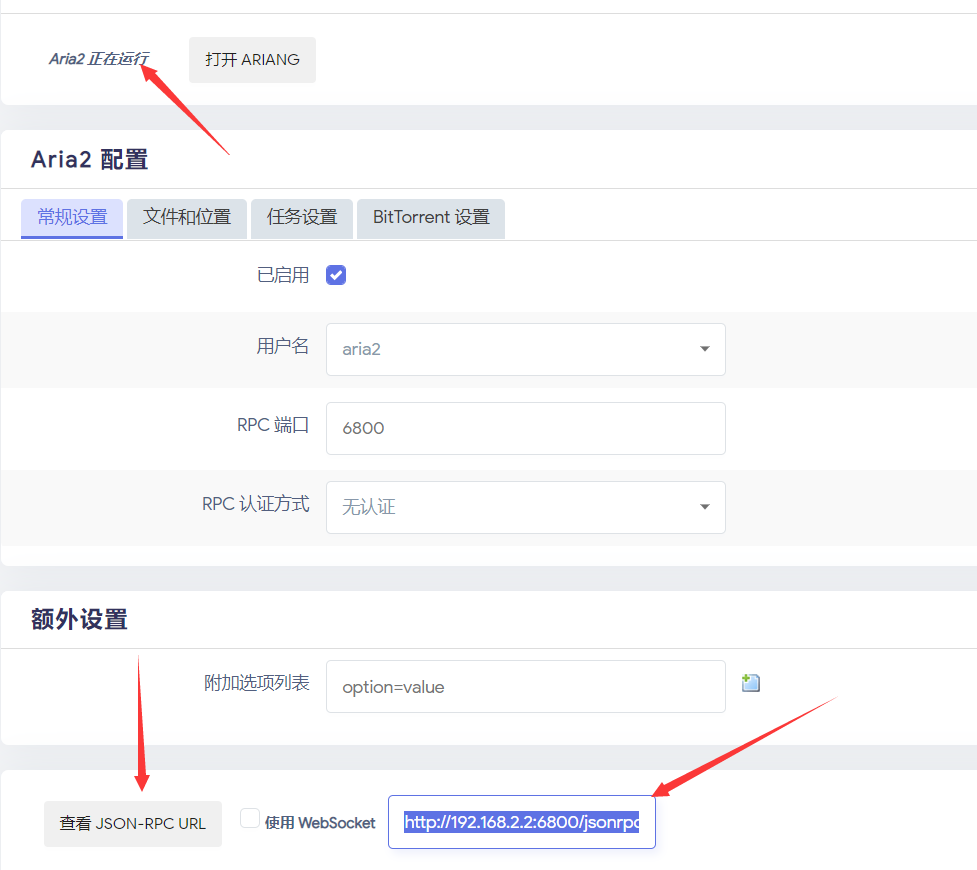 Aria2 正在运行
打开 ARIANG
Aria2 配置
常规设置 文件和位置 任务设置 BitTorrent 设置
已启用
用户名 aria2
RPC 端口 6800
RPC 认证方式 无认证
额外设置
附加选项列表 option=value
查看 JSON-RPC URL 使用 WebSocket http://192.168.2.2:6800/jsonrpc